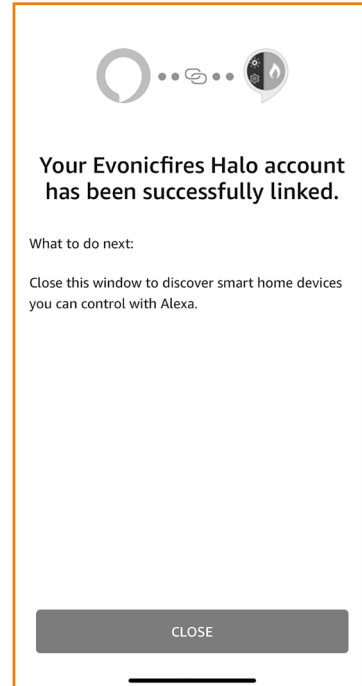 Your Evonicfires Halo account
has been successfully linked.
What to do next:
Close this window to discover smart home devices
you can control with Alexa.
CLOSE